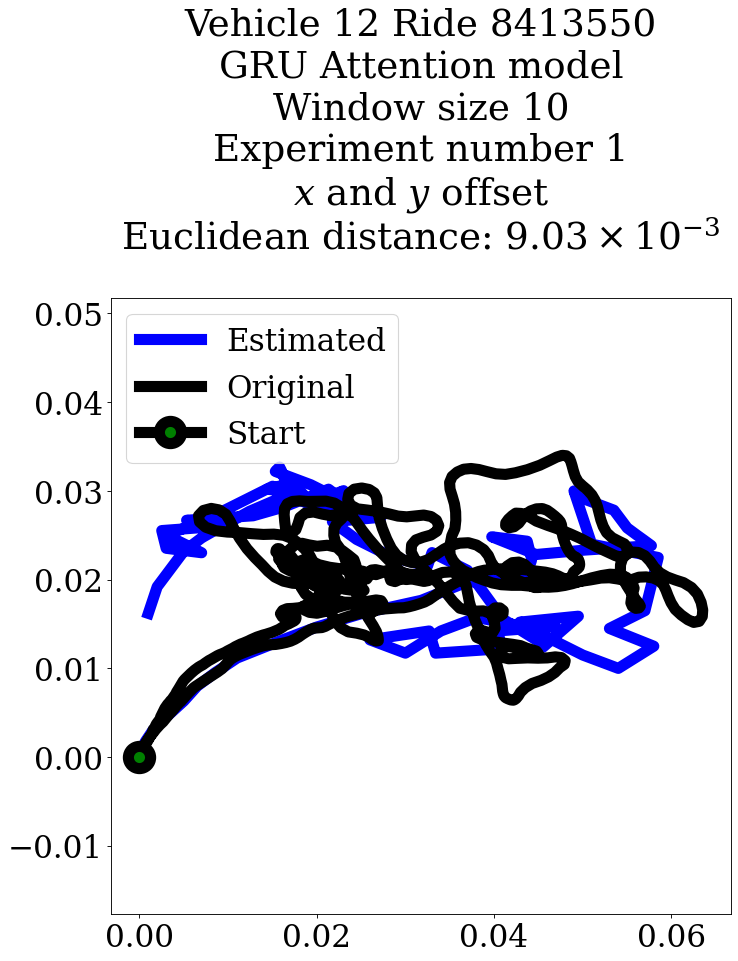 Vehicle 12 Ride 8413550
GRU Attention model
Window size 10
Experiment number 1
x and y offset
Euclidean distance: 9.03 × 10⁻³
Estimated
Original
Start
0.05
0.04
0.03
0.02
0.01
0.00
−0.01
0.00 0.02 0.04 0.06